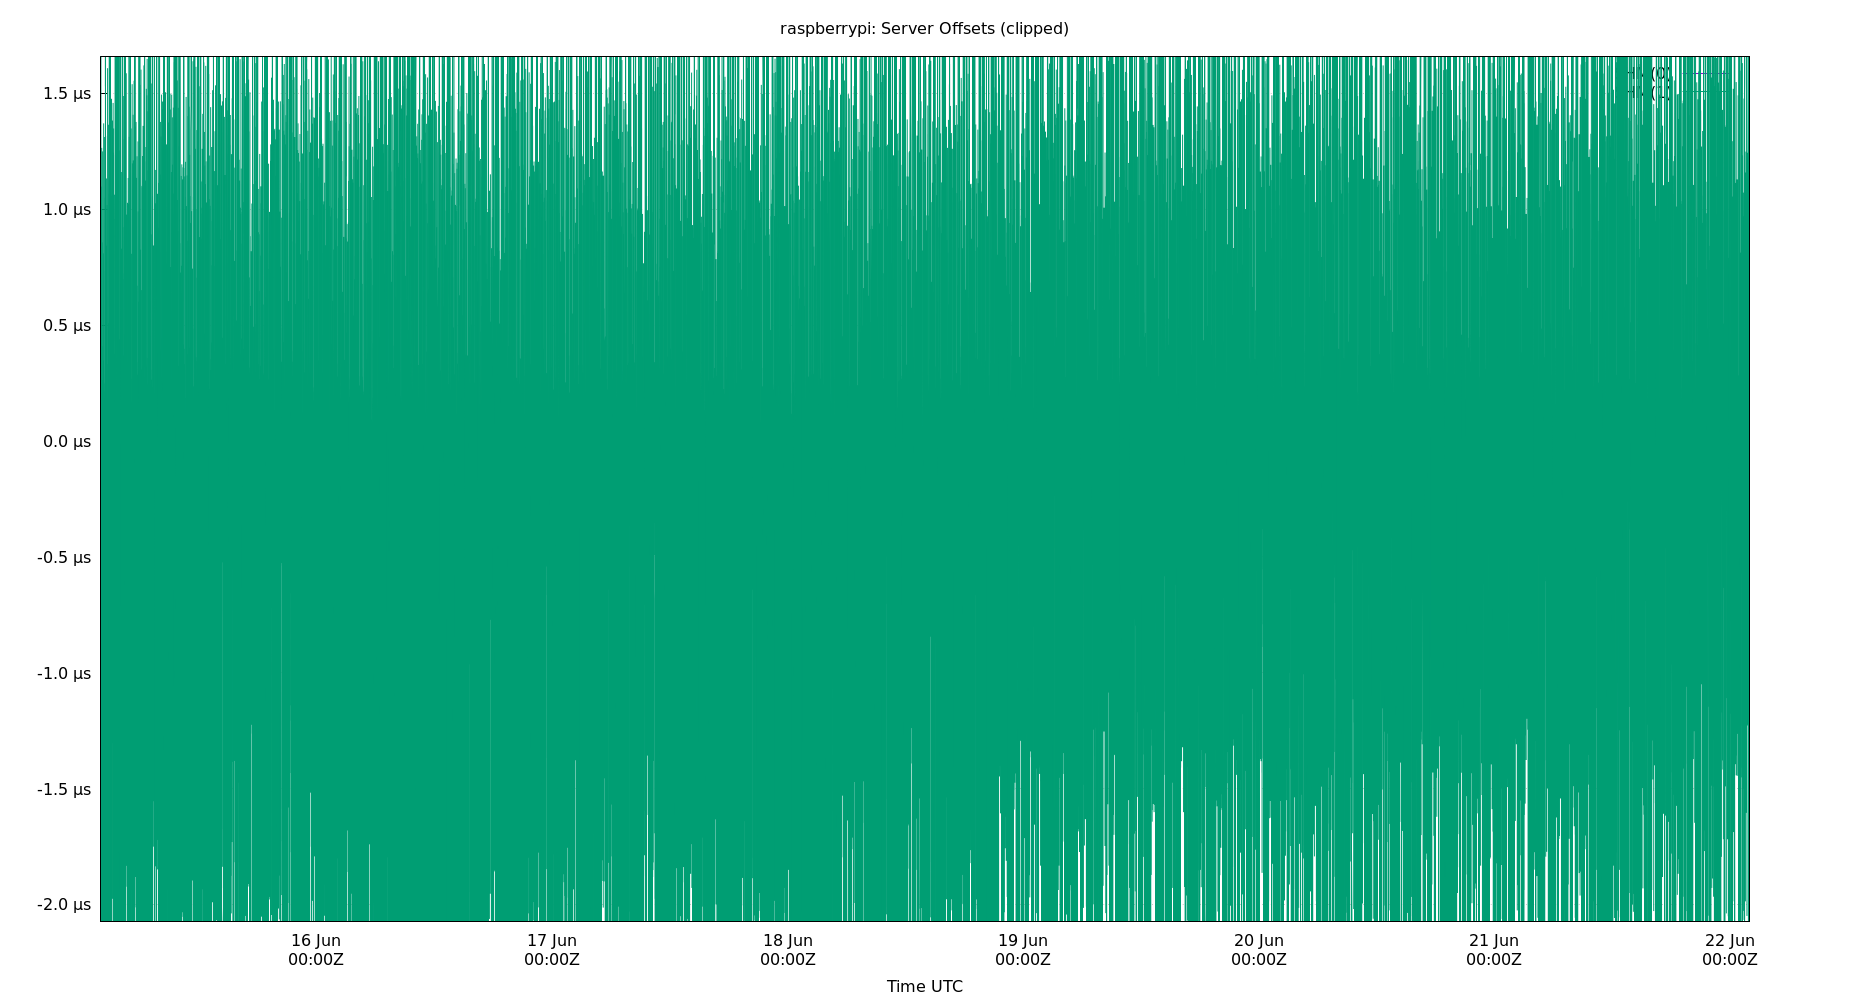 raspberrypi: Server Offsets (clipped)
1.5 µs
1.0 µs
0.5 µs
0.0 µs
-0.5 µs
-1.0 µs
-1.5 µs
-2.0 µs
16 Jun
00:00Z
17 Jun
00:00Z
18 Jun
00:00Z
19 Jun
00:00Z
20 Jun
00:00Z
21 Jun
00:00Z
22 Jun
00:00Z
Time UTC